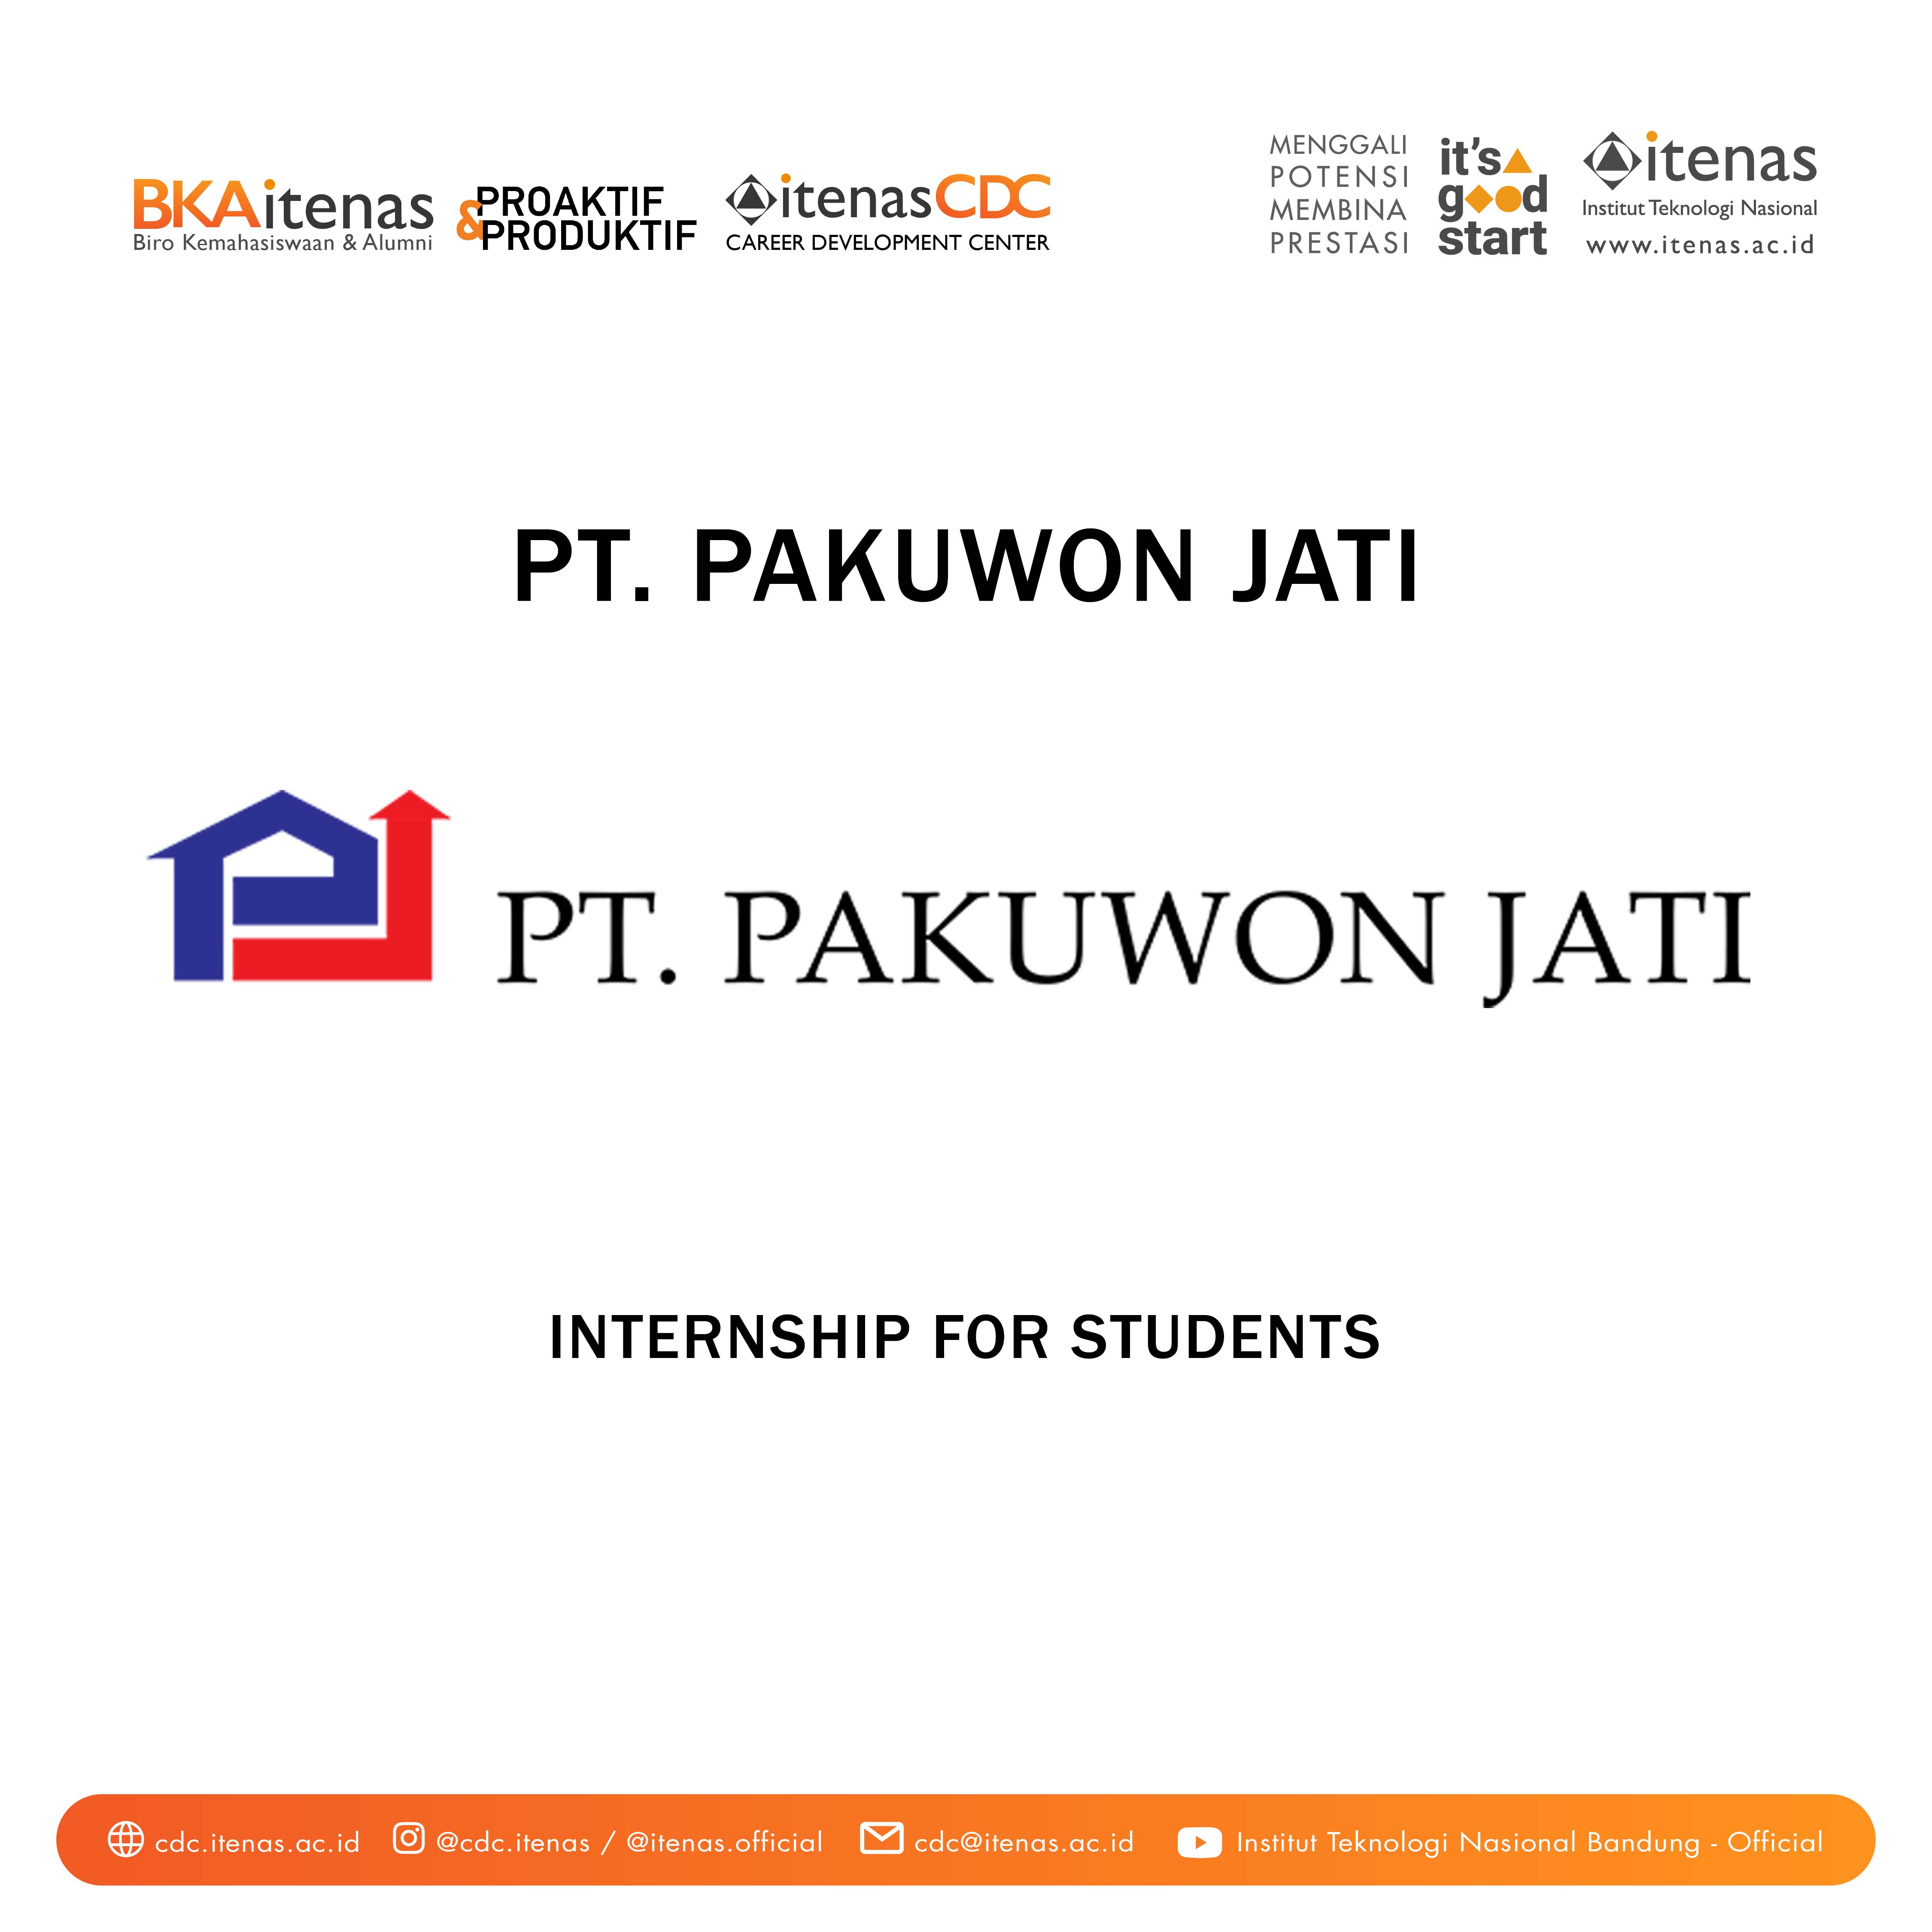 BKAitenas
Biro Kemahasiswaan & Alumni
PROAKTIF
&PRODUKTIF
itenasCDC
CAREER DEVELOPMENT CENTER
MENGGALI
POTENSI
MEMBINA
PRESTASI
it's
good
start
itenas
Institut Teknologi Nasional
www.itenas.ac.id
PT. PAKUWON JATI
PT. PAKUWON JATI
INTERNSHIP FOR STUDENTS
cdc.itenas.ac.id @cdc.itenas / @itenas.official cdc@itenas.ac.id Institut Teknologi Nasional Bandung - Official